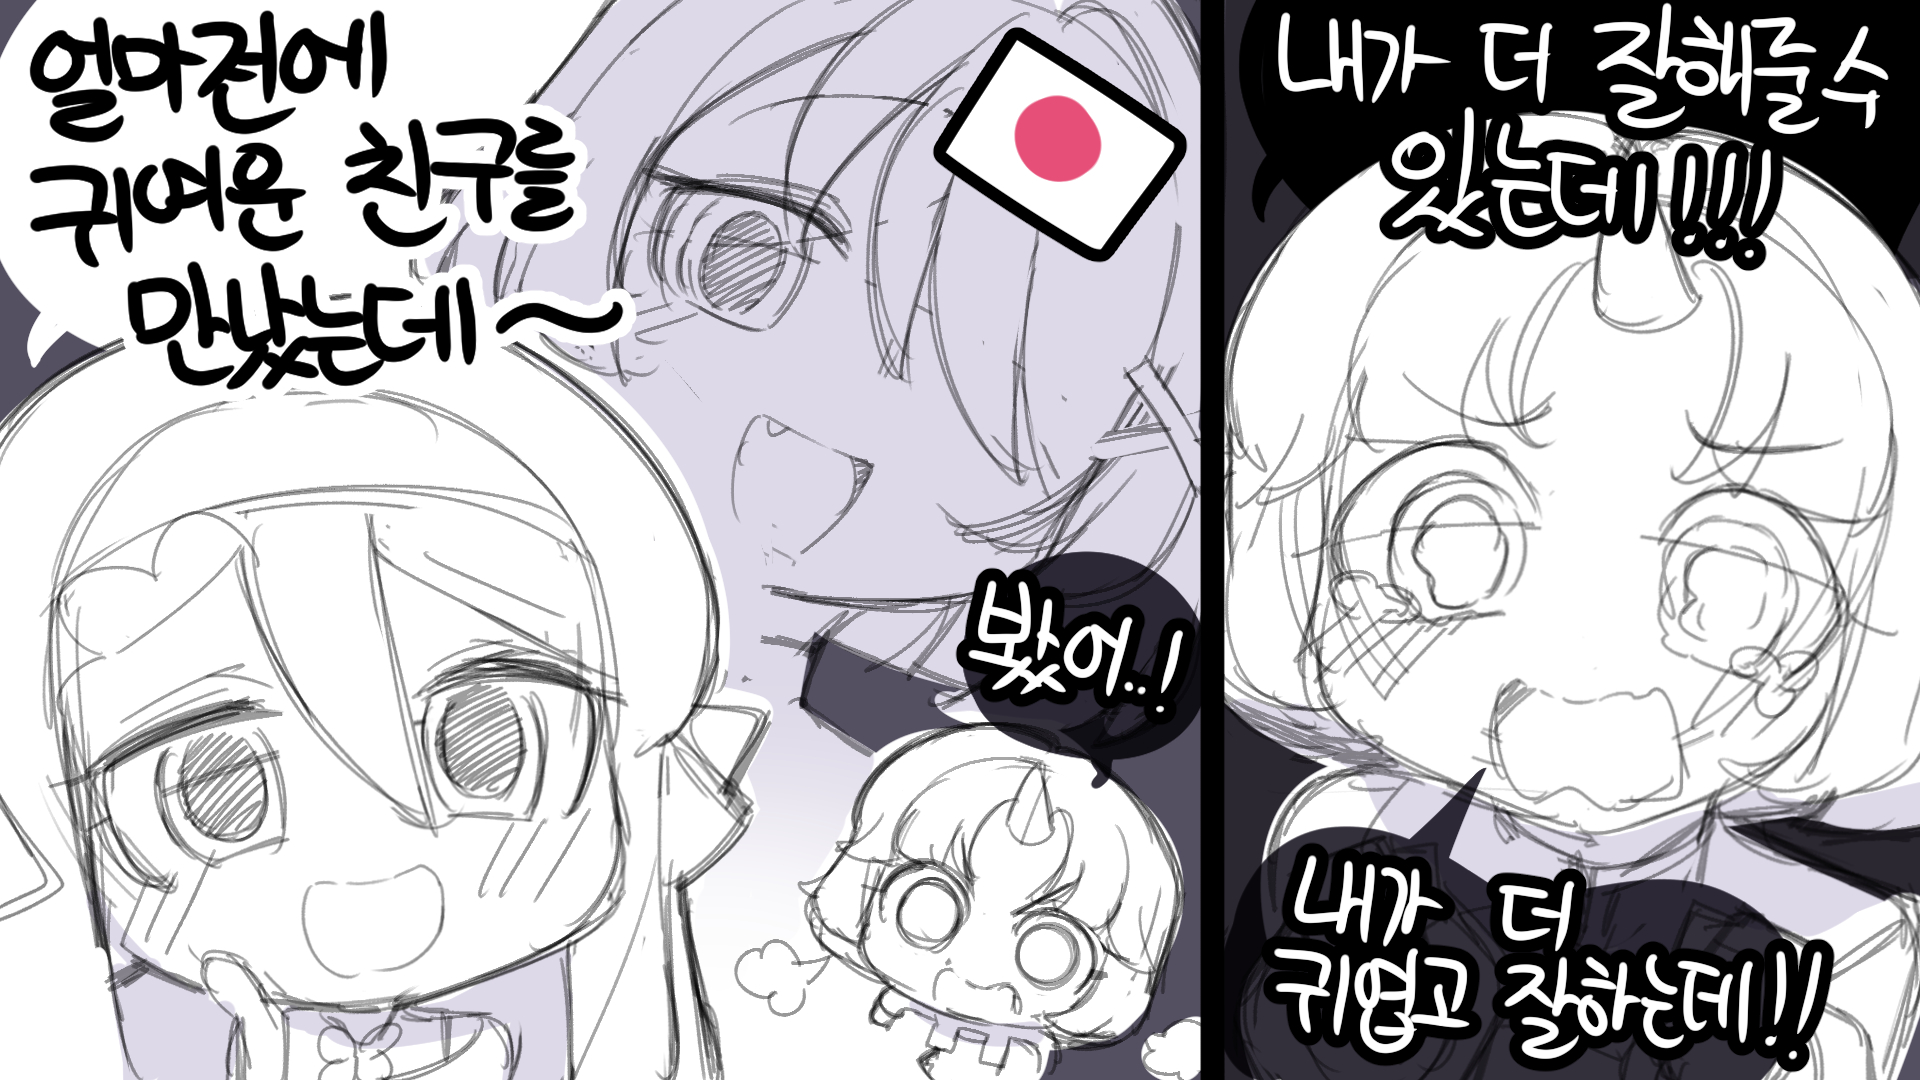 얼마전에
귀여운 친구를
만났는데~
봤어..!
내가 더 잘해줄수
있는데!!!
내가 더
귀엽고 잘하는데!!